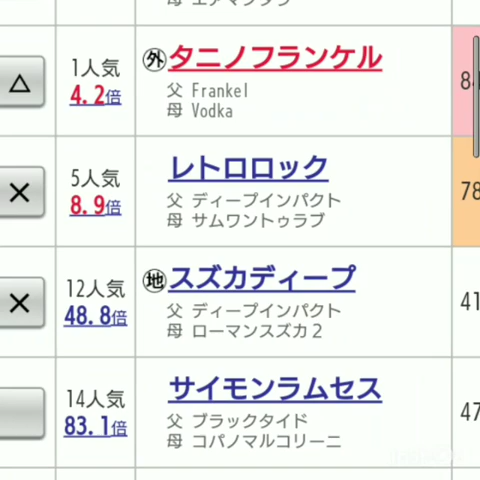 △
1人気
4.2倍
外 タニノフランケル
父 Frankel
母 Vodka
×
5人気
8.9倍
レトロロック
父 ディープインパクト
母 サムワントゥラブ
78
×
12人気
48.8倍
地 スズカディープ
父 ディープインパクト
母 ローマンスズカ2
41
14人気
83.1倍
サイモンラムセス
父 ブラックタイド
母 コパノマルコリーニ
47